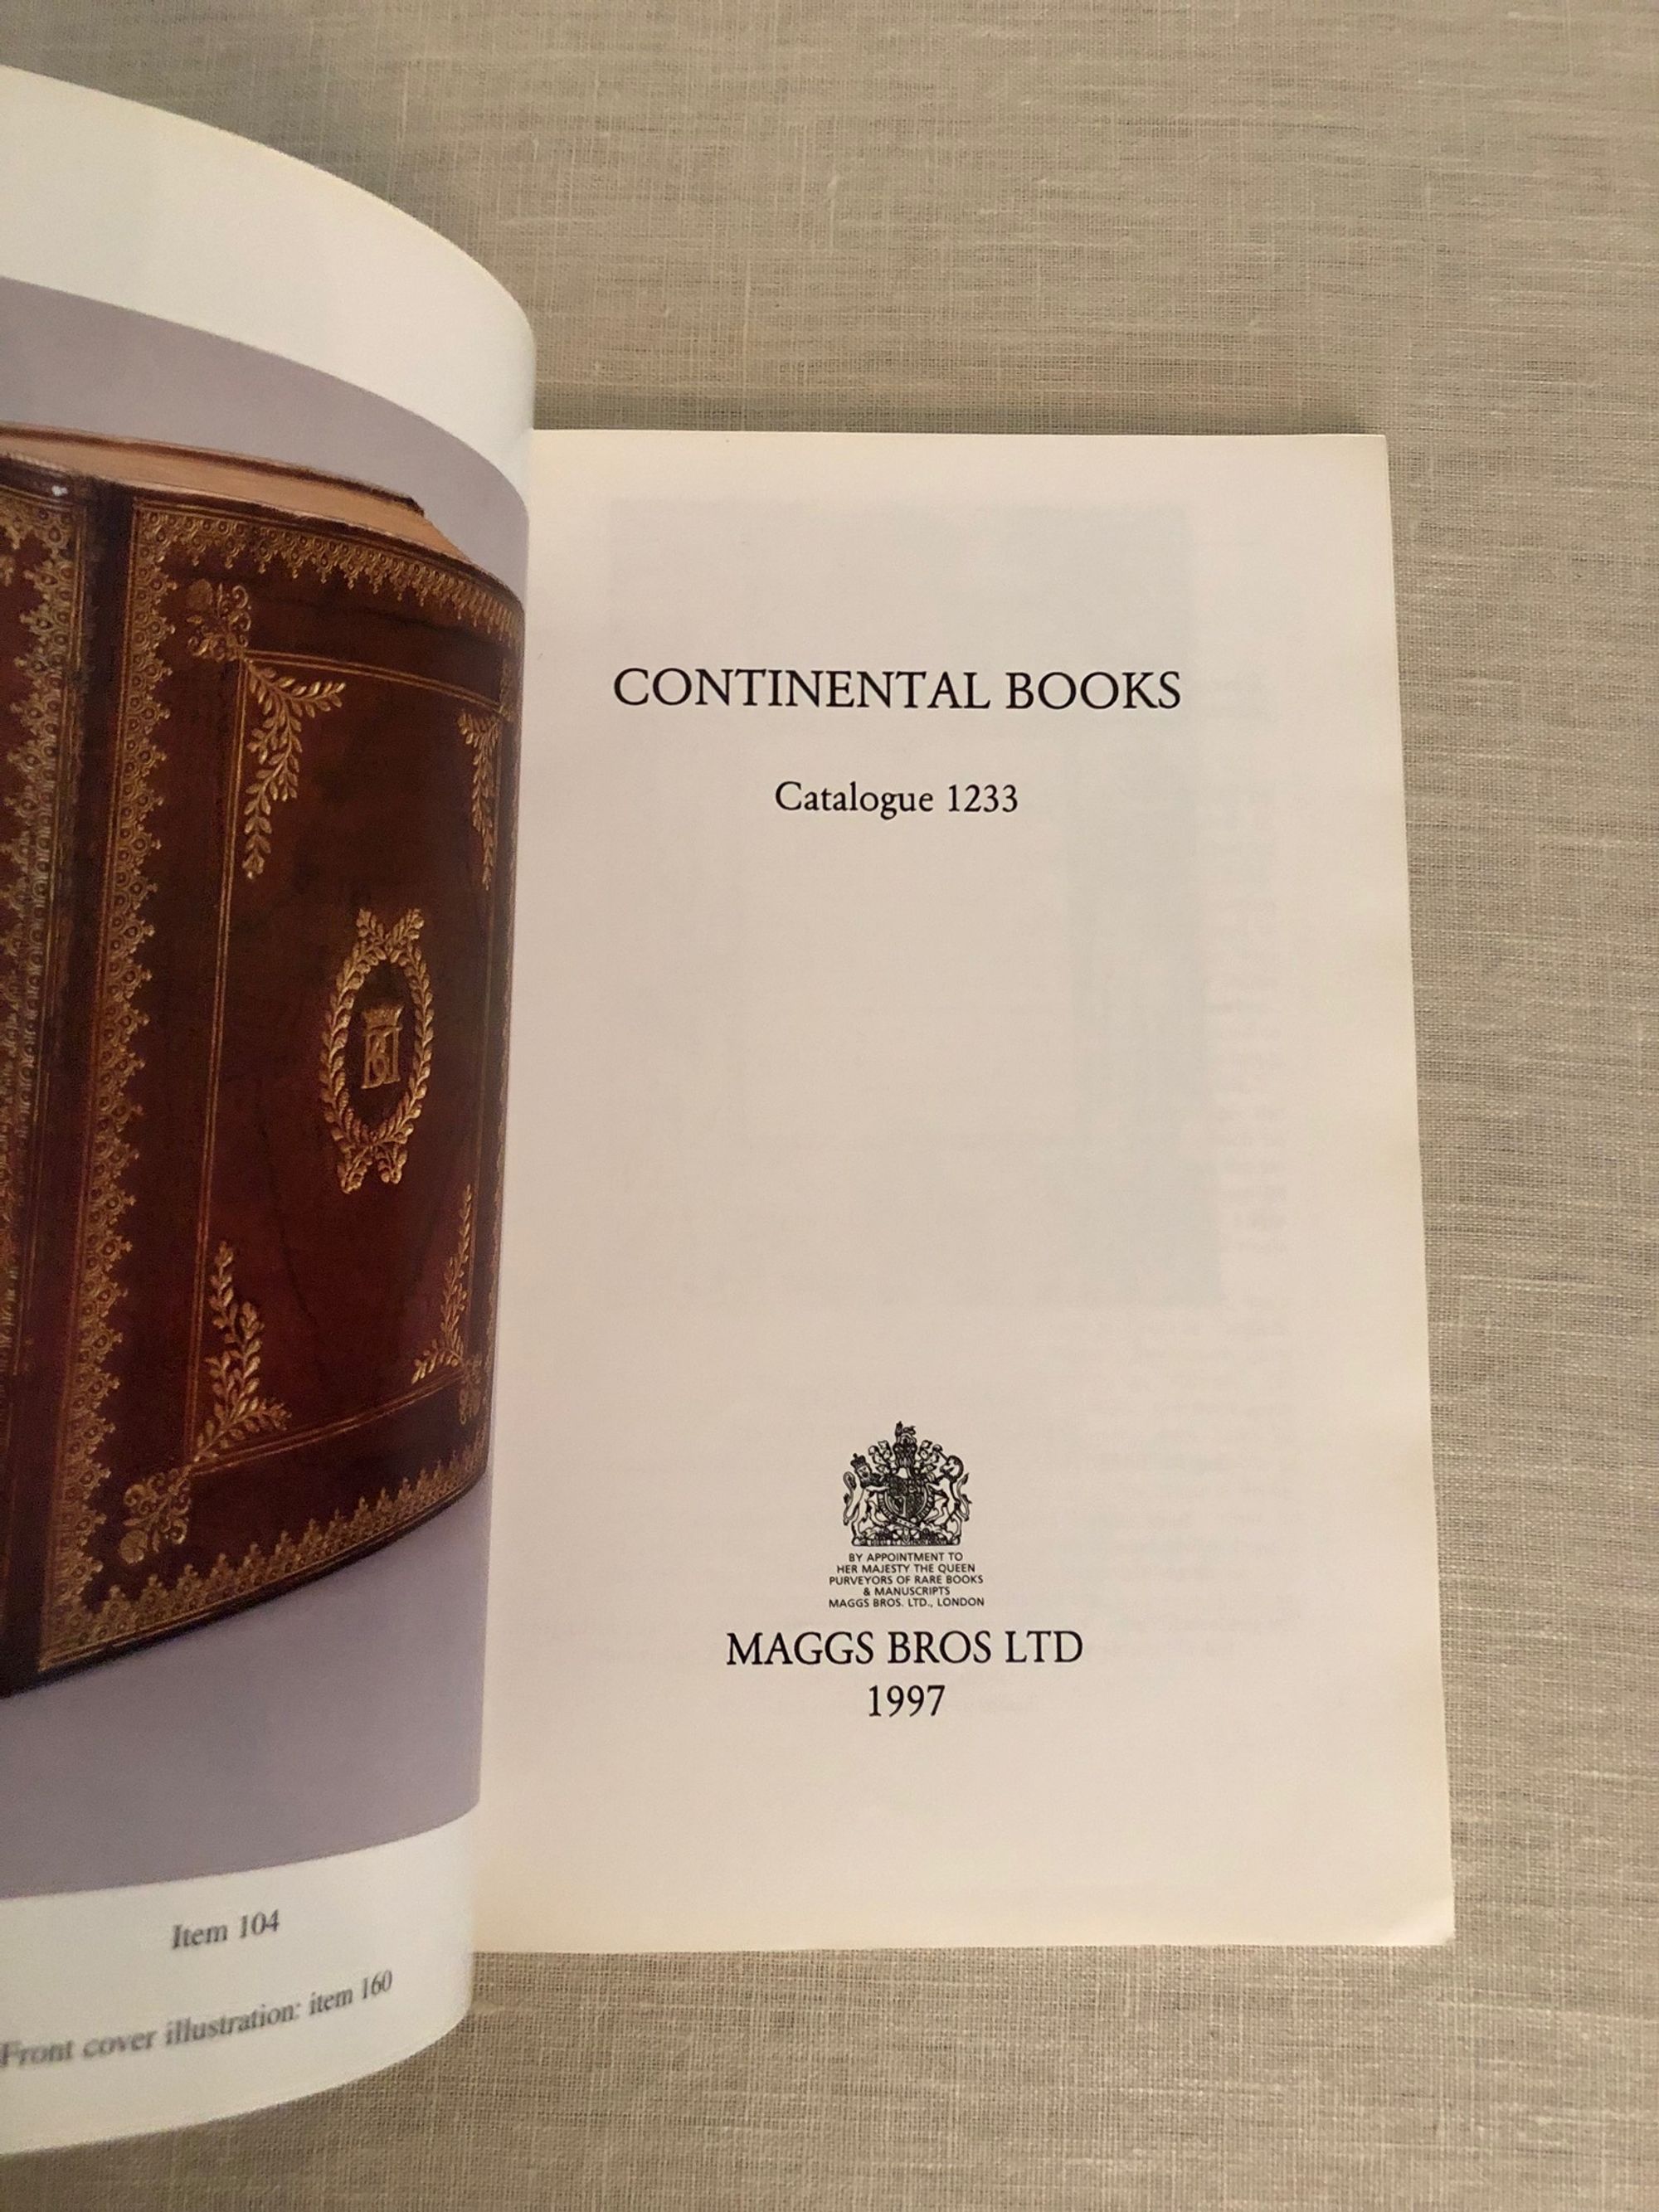 Item 104
Front cover illustration: item 160
CONTINENTAL BOOKS
Catalogue 1233
BY APPOINTMENT TO
HER MAJESTY THE QUEEN
PURVEYORS OF RARE BOOKS
& MANUSCRIPTS
MAGGS BROS. LTD., LONDON
MAGGS BROS LTD
1997